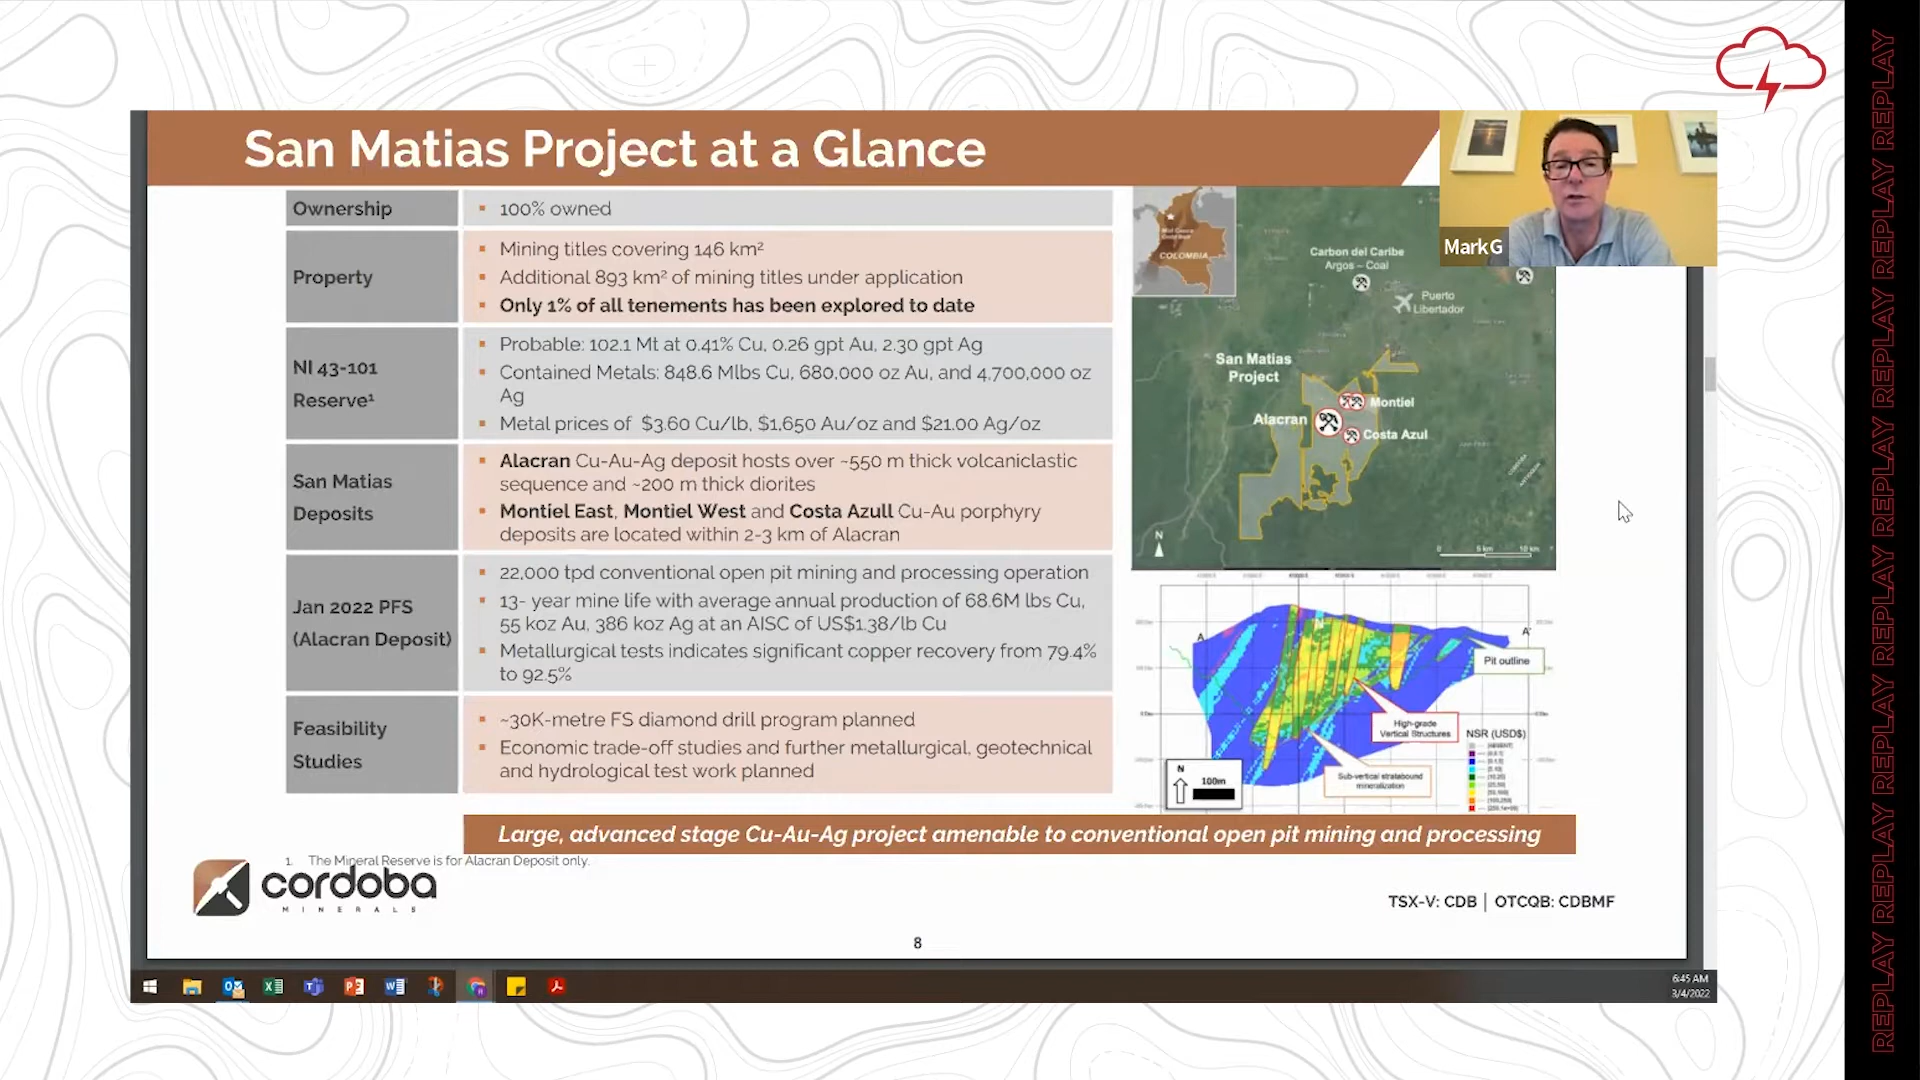 San Matias Project at a Glance
Ownership
▪ 100% owned
Property
▪ Mining titles covering 146 km²
▪ Additional 893 km² of mining titles under application
▪ Only 1% of all tenements has been explored to date
NI 43-101
Reserve¹
▪ Probable: 102.1 Mt at 0.41% Cu, 0.26 gpt Au, 2.30 gpt Ag
▪ Contained Metals: 848.6 Mlbs Cu, 680,000 oz Au, and 4,700,000 oz
Ag
▪ Metal prices of $3.60 Cu/lb, $1,650 Au/oz and $21.00 Ag/oz
San Matias
Deposits
▪ Alacran Cu-Au-Ag deposit hosts over ~550 m thick volcaniclastic
sequence and ~200 m thick diorites
▪ Montiel East, Montiel West and Costa Azull Cu-Au porphyry
deposits are located within 2-3 km of Alacran
Jan 2022 PFS
(Alacran Deposit)
▪ 22,000 tpd conventional open pit mining and processing operation
▪ 13- year mine life with average annual production of 68.6M lbs Cu,
55 koz Au, 386 koz Ag at an AISC of US$1.38/lb Cu
▪ Metallurgical tests indicates significant copper recovery from 79.4%
to 92.5%
Feasibility
Studies
▪ ~30K-metre FS diamond drill program planned
▪ Economic trade-off studies and further metallurgical, geotechnical
and hydrological test work planned
COLOMBIA
Carbon del Caribe
Argos – Coal
Puerto
Libertador
San Matias
Project
Montiel
Alacran
Costa Azul
N
0 5 km 10 km
A
A'
Pit outline
High-grade
Vertical Structures
Sub-vertical stratabound
mineralization
N
100m
NSR (USD$)
Large, advanced stage Cu-Au-Ag project amenable to conventional open pit mining and processing
1. The Mineral Reserve is for Alacran Deposit only.
cordoba
MINERALS
TSX-V: CDB | OTCQB: CDBMF
8
Mark G
6:45 AM
3/4/2022
REPLAY REPLAY REPLAY REPLAY REPLAY REPLAY REPLAY REPLAY REPLAY REPLAY REPLAY REPLAY